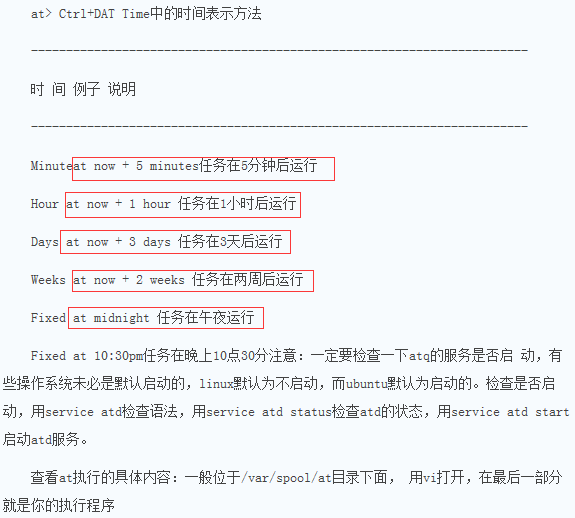 at> Ctrl+DAT Time中的时间表示方法
-----------------------------------------------------------------------
时 间 例子 说明
-----------------------------------------------------------------------
Minuteat now + 5 minutes任务在5分钟后运行
Hour at now + 1 hour 任务在1小时后运行
Days at now + 3 days 任务在3天后运行
Weeks at now + 2 weeks 任务在两周后运行
Fixed at midnight 任务在午夜运行
Fixed at 10:30pm任务在晚上10点30分注意：一定要检查一下atq的服务是否启 动，有
些操作系统未必是默认启动的，linux默认为不启动，而ubuntu默认为启动的。检查是否启
动，用service atd检查语法，用service atd status检查atd的状态，用service atd start
启动atd服务。
查看at执行的具体内容：一般位于/var/spool/at目录下面， 用vi打开，在最后一部分
就是你的执行程序